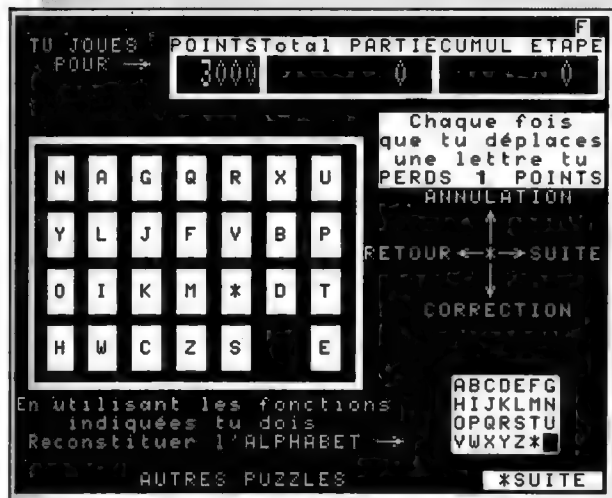 F
TU JOUES POINTS Total PARTIE CUMUL ETAPE
POUR → 3000 0 0
Chaque fois
que tu déplaces
une lettre tu
PERDS 1 POINTS
N A G Q R X U
Y L J F V B P
O I K M * D T
H W C Z S E
ANNULATION
RETOUR ←*→ SUITE
CORRECTION
En utilisant les fonctions
indiquées tu dois
Reconstituer l'ALPHABET →
ABCDEFG
HIJKLMN
OPQRSTU
VWXYZ*
AUTRES PUZZLES *SUITE